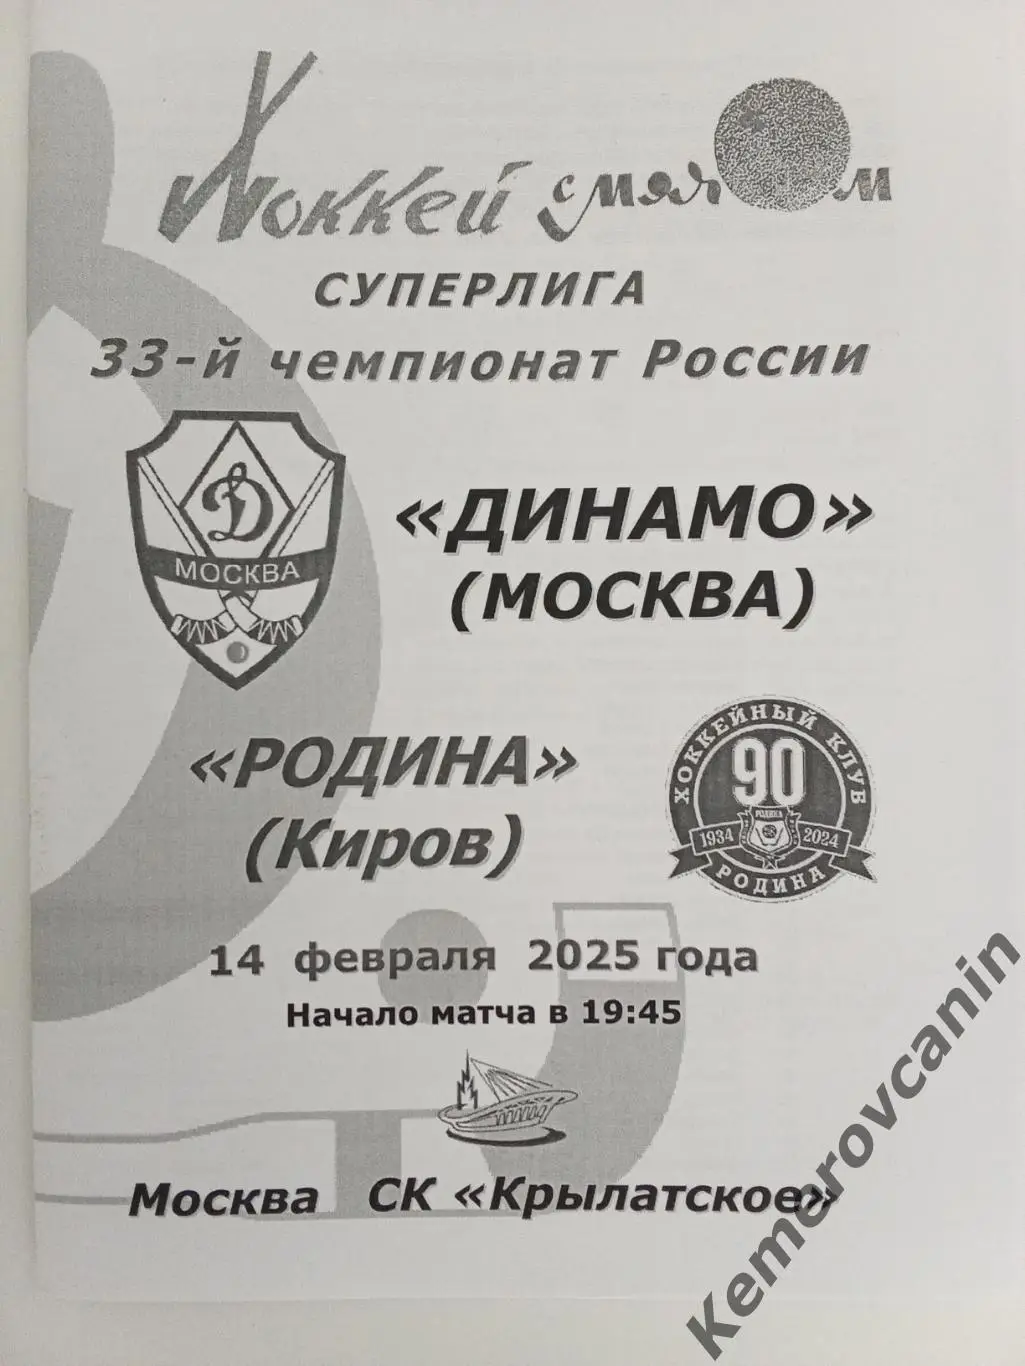 Хоккей с мячом
СУПЕРЛИГА
33-й чемпионат России
Д
МОСКВА
«ДИНАМО»
(МОСКВА)
«РОДИНА»
(Киров)
ХОККЕЙНЫЙ КЛУБ
90
РОДИНА
1934 2024
РОДИНА
14 февраля 2025 года
Начало матча в 19:45
Москва СК «Крылатское»
Kemerovcanin